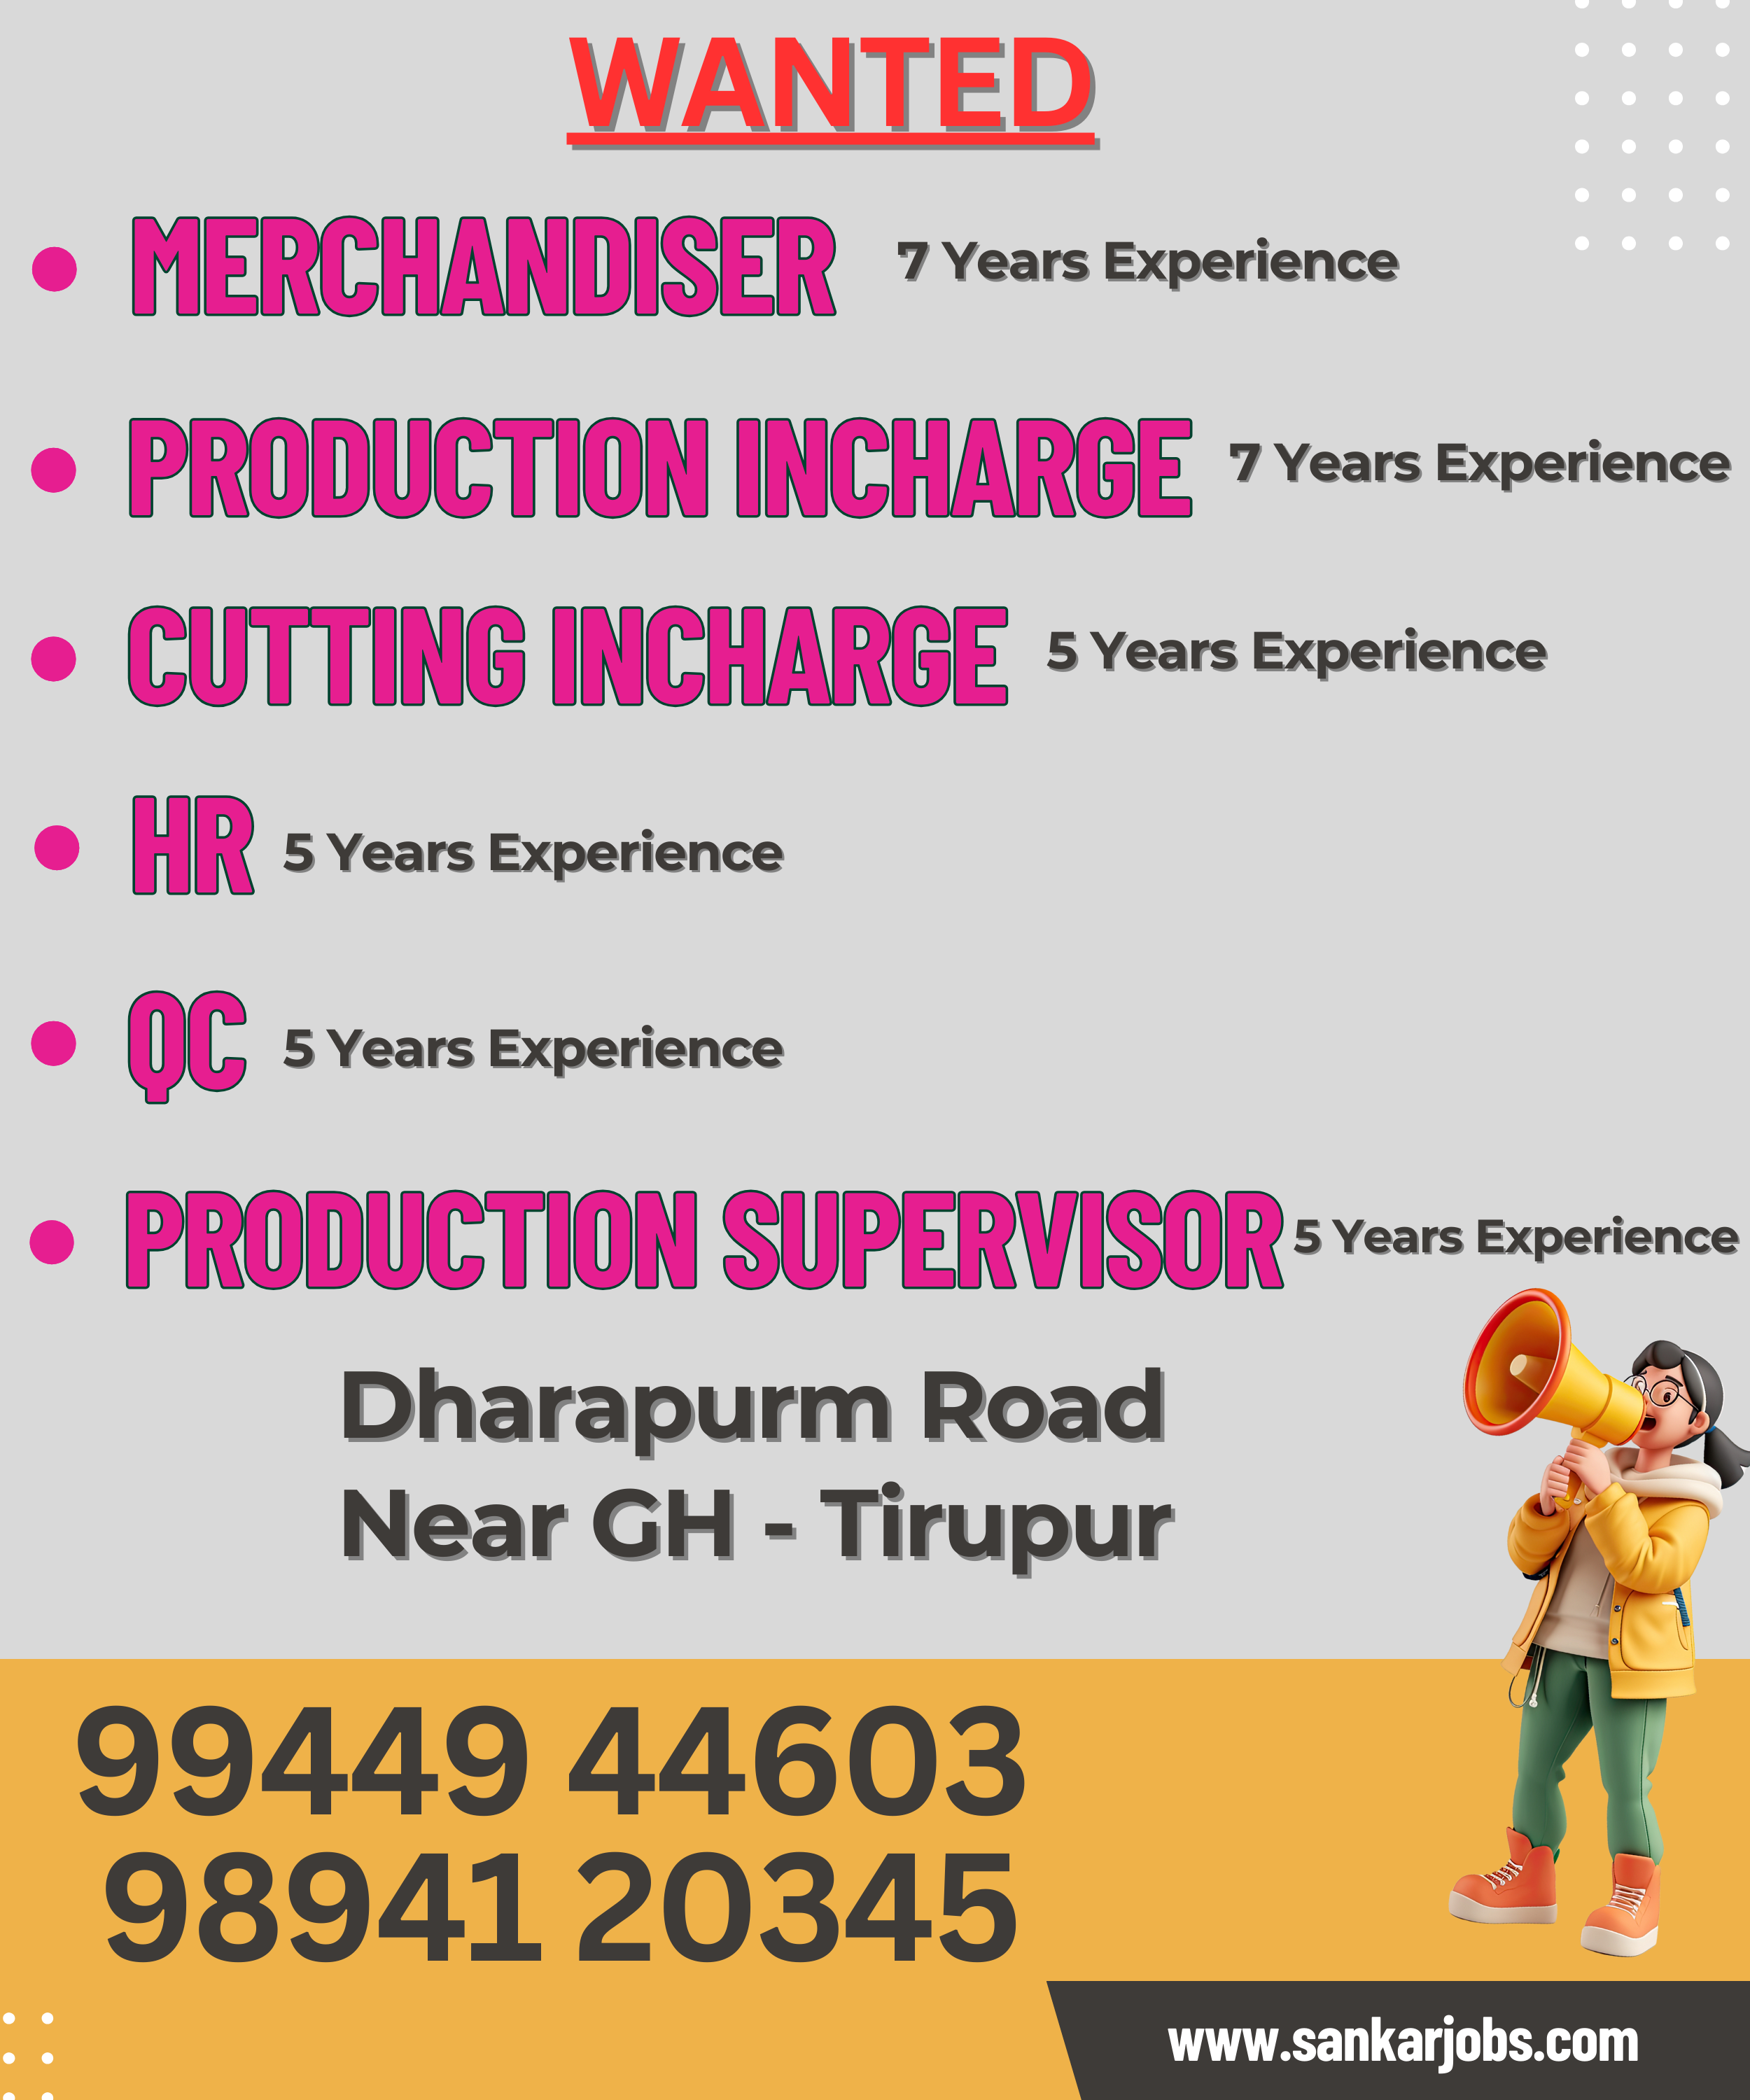 WANTED
MERCHANDISER 7 Years Experience
PRODUCTION INCHARGE 7 Years Experience
CUTTING INCHARGE 5 Years Experience
HR 5 Years Experience
QC 5 Years Experience
PRODUCTION SUPERVISOR 5 Years Experience
Dharapurm Road
Near GH - Tirupur
99449 44603
98941 20345
www.sankarjobs.com